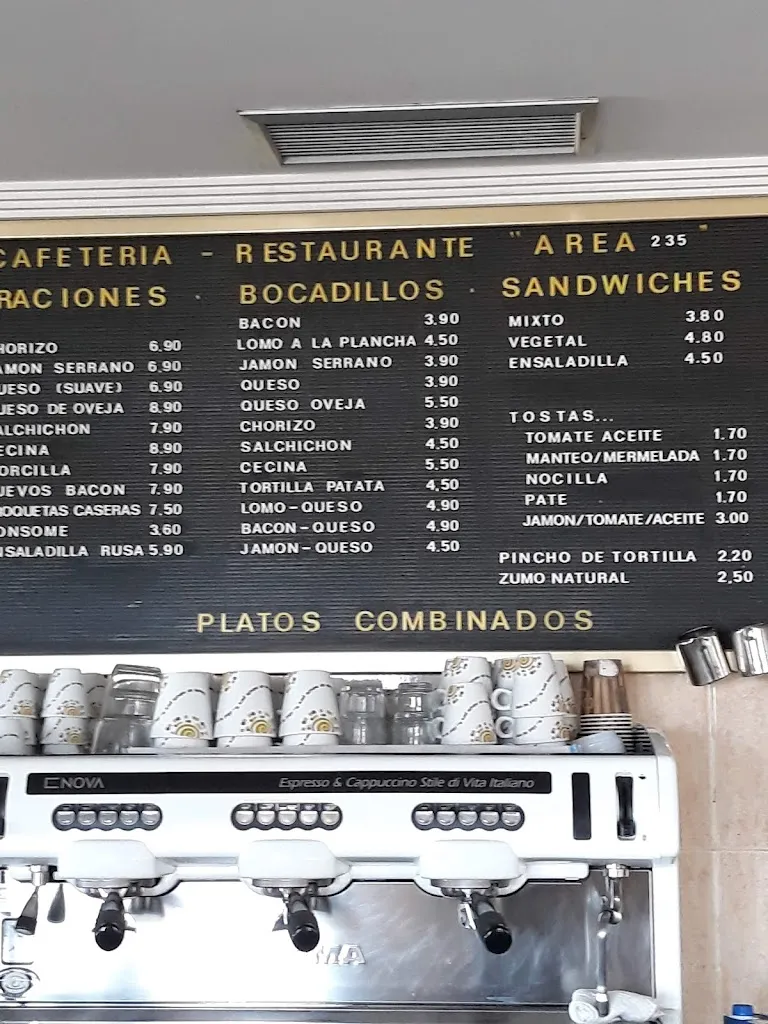 CAFETERIA - RESTAURANTE "AREA 235"
RACIONES · BOCADILLOS · SANDWICHES
HORIZO 6.90
AMON SERRANO 6,90
UESO (SUAVE) 6.90
UESO DE OVEJA 8,90
ALCHICHON 7.90
ECINA 8.90
ORCILLA 7.90
UEVOS BACON 7.90
ROQUETAS CASERAS 7.50
ONSOME 3,60
NSALADILLA RUSA 5.90
BACON 3.90
LOMO A LA PLANCHA 4.50
JAMON SERRANO 3.90
QUESO 3.90
QUESO OVEJA 5.50
CHORIZO 3.90
SALCHICHON 4.50
CECINA 5.50
TORTILLA PATATA 4.50
LOMO-QUESO 4.90
BACON-QUESO 4.90
JAMON-QUESO 4.50
MIXTO 3.80
VEGETAL 4.80
ENSALADILLA 4.50
TOSTAS...
TOMATE ACEITE 1.70
MANTEQ/MERMELADA 1.70
NOCILLA 1.70
PATE 1.70
JAMON/TOMATE/ACEITE 3.00
PINCHO DE TORTILLA 2.20
ZUMO NATURAL 2,50
PLATOS COMBINADOS
NOVA Espresso & Cappuccino Stile di Vita Italiano